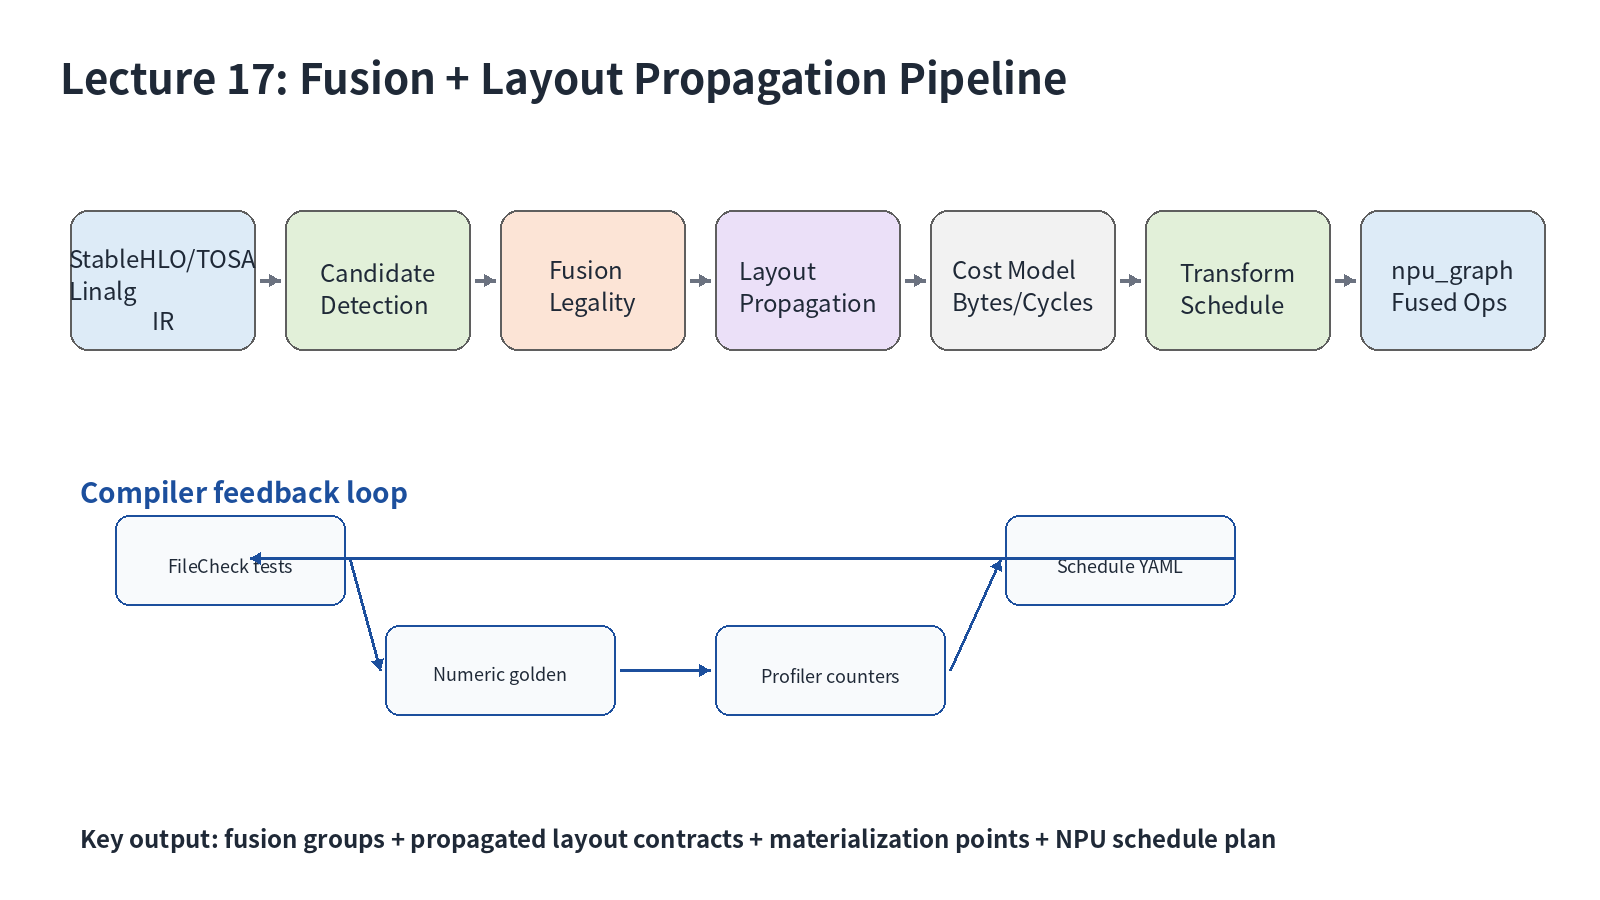 Lecture 17: Fusion + Layout Propagation Pipeline
StableHLO/TOSA
Linalg
IR
Candidate
Detection
Fusion
Legality
Layout
Propagation
Cost Model
Bytes/Cycles
Transform
Schedule
npu_graph
Fused Ops
Compiler feedback loop
FileCheck tests
Schedule YAML
Numeric golden
Profiler counters
Key output: fusion groups + propagated layout contracts + materialization points + NPU schedule plan